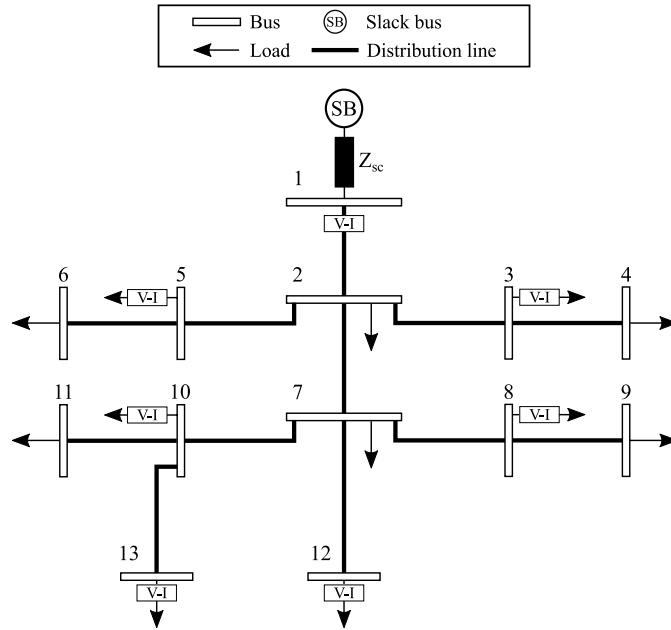 Bus
SB Slack bus
Load
Distribution line
SB
Z_sc
1
V-I
6 5 2 3 4
V-I V-I
11 10 7 8 9
V-I V-I
13 12
V-I V-I